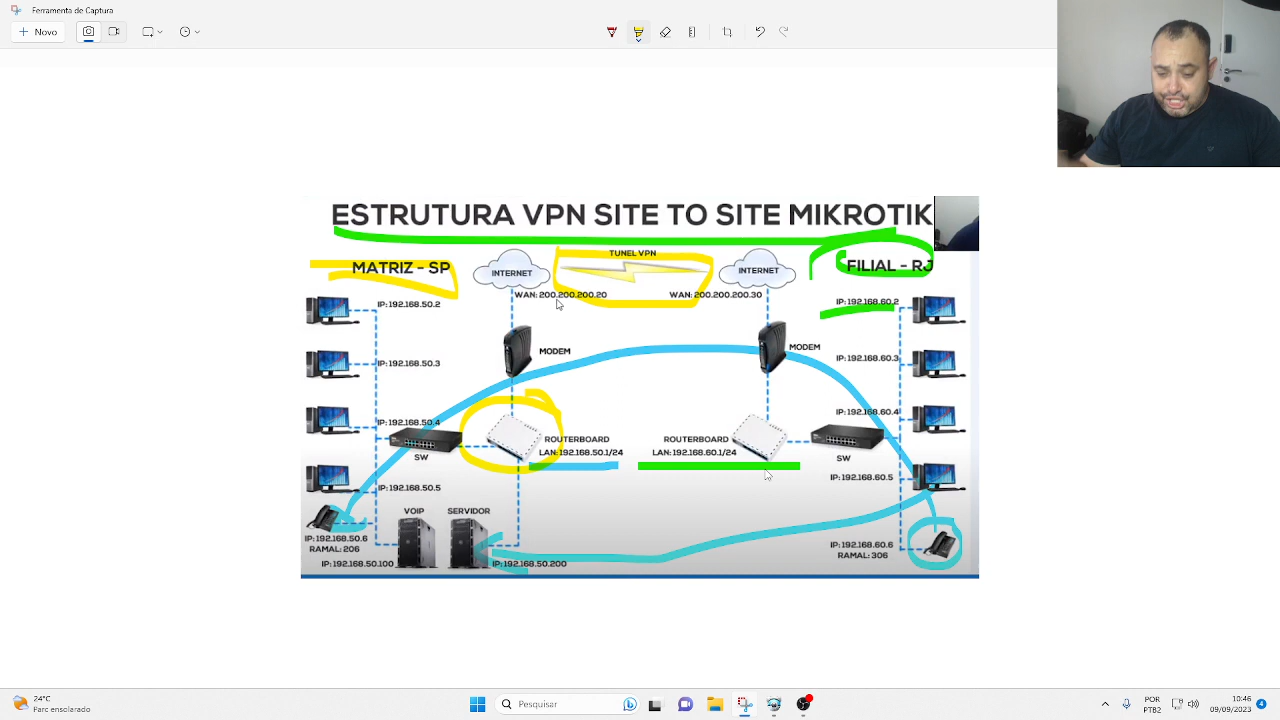 Ferramenta de Captura
Novo
ESTRUTURA VPN SITE TO SITE MIKROTIK
MATRIZ - SP
INTERNET
TUNEL VPN
INTERNET
FILIAL - RJ
WAN: 200.200.200.20
WAN: 200.200.200.30
IP: 192.168.50.2
IP: 192.168.60.2
MODEM
MODEM
IP: 192.168.50.3
IP: 192.168.60.3
IP: 192.168.50.4
IP: 192.168.60.4
ROUTERBOARD
LAN: 192.168.50.1/24
ROUTERBOARD
LAN: 192.168.60.1/24
SW
SW
IP: 192.168.50.5
IP: 192.168.60.5
VOIP
SERVIDOR
IP: 192.168.50.6
RAMAL: 206
IP: 192.168.60.6
RAMAL: 306
IP: 192.168.50.100
IP: 192.168.50.200
24°C
Parc ensolarado
Pesquisar
POR
PTB2
10:46
09/09/2023
4